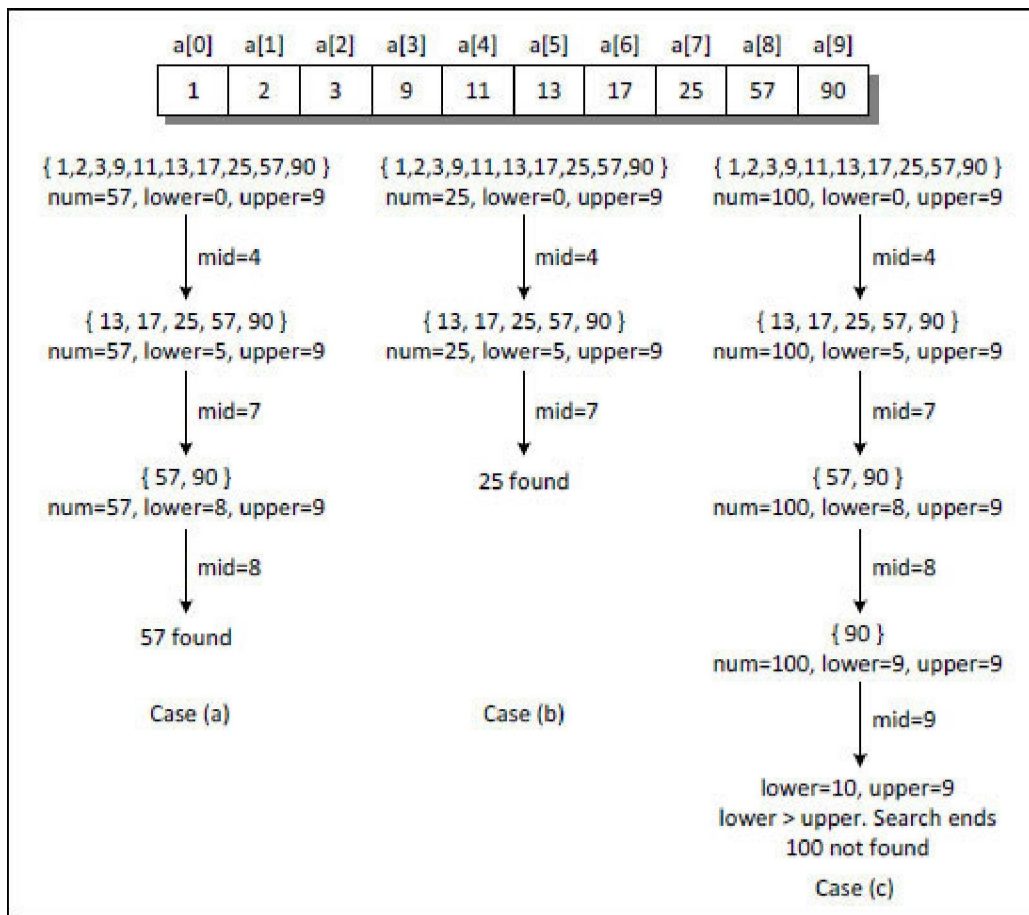 a[0] a[1] a[2] a[3] a[4] a[5] a[6] a[7] a[8] a[9]
1 2 3 9 11 13 17 25 57 90
{ 1,2,3,9,11,13,17,25,57,90 }
num=57, lower=0, upper=9
mid=4
{ 13, 17, 25, 57, 90 }
num=57, lower=5, upper=9
mid=7
{ 57, 90 }
num=57, lower=8, upper=9
mid=8
57 found
Case (a)
{ 1,2,3,9,11,13,17,25,57,90 }
num=25, lower=0, upper=9
mid=4
{ 13, 17, 25, 57, 90 }
num=25, lower=5, upper=9
mid=7
25 found
Case (b)
{ 1,2,3,9,11,13,17,25,57,90 }
num=100, lower=0, upper=9
mid=4
{ 13, 17, 25, 57, 90 }
num=100, lower=5, upper=9
mid=7
{ 57, 90 }
num=100, lower=8, upper=9
mid=8
{ 90 }
num=100, lower=9, upper=9
mid=9
lower=10, upper=9
lower > upper. Search ends
100 not found
Case (c)